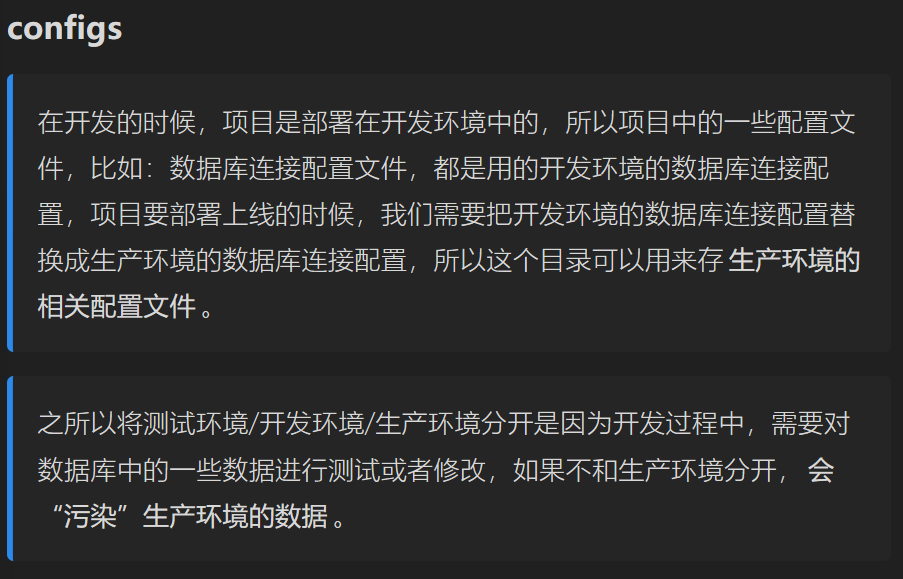 configs
在开发的时候，项目是部署在开发环境中的，所以项目中的一些配置文
件，比如：数据库连接配置文件，都是用的开发环境的数据库连接配
置，项目要部署上线的时候，我们需要把开发环境的数据库连接配置替
换成生产环境的数据库连接配置，所以这个目录可以用来存 生产环境的
相关配置文件 。
之所以将测试环境/开发环境/生产环境分开是因为开发过程中，需要对
数据库中的一些数据进行测试或者修改，如果不和生产环境分开， 会
“污染”生产环境的数据 。